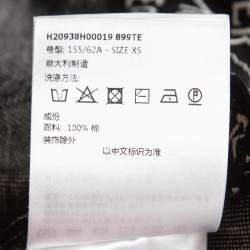 H20938H00019 B99TE
号型: 155/62A - SIZE XS
意大利制造
洗涤方法:
成份
面料: 100% 棉
装饰除外
以中文标识为准